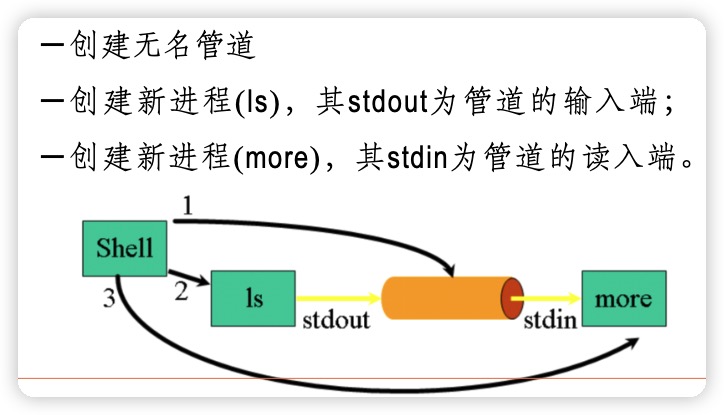 －创建无名管道
－创建新进程(ls)，其stdout为管道的输入端；
－创建新进程(more)，其stdin为管道的读入端。
1
Shell
3
2
ls
stdout
stdin
more